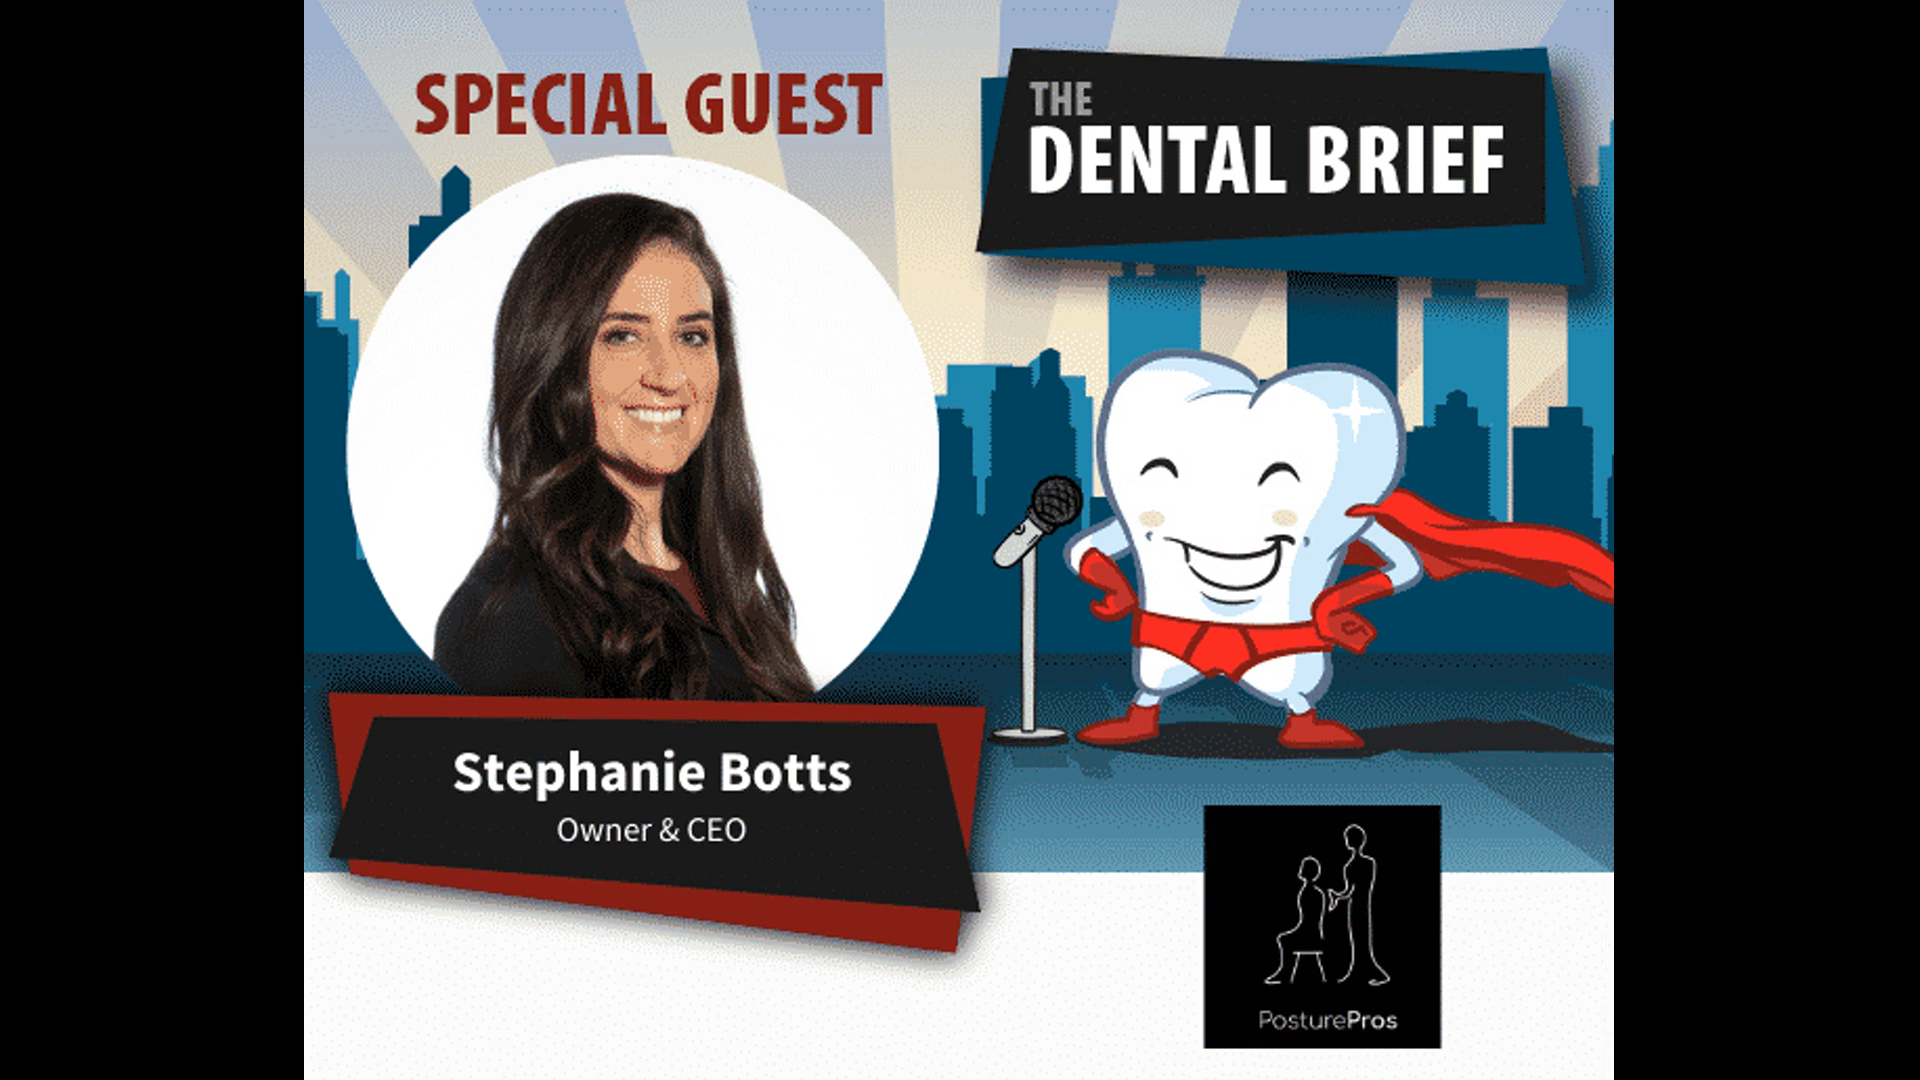 SPECIAL GUEST
THE
DENTAL BRIEF
Stephanie Botts
Owner & CEO
PosturePros